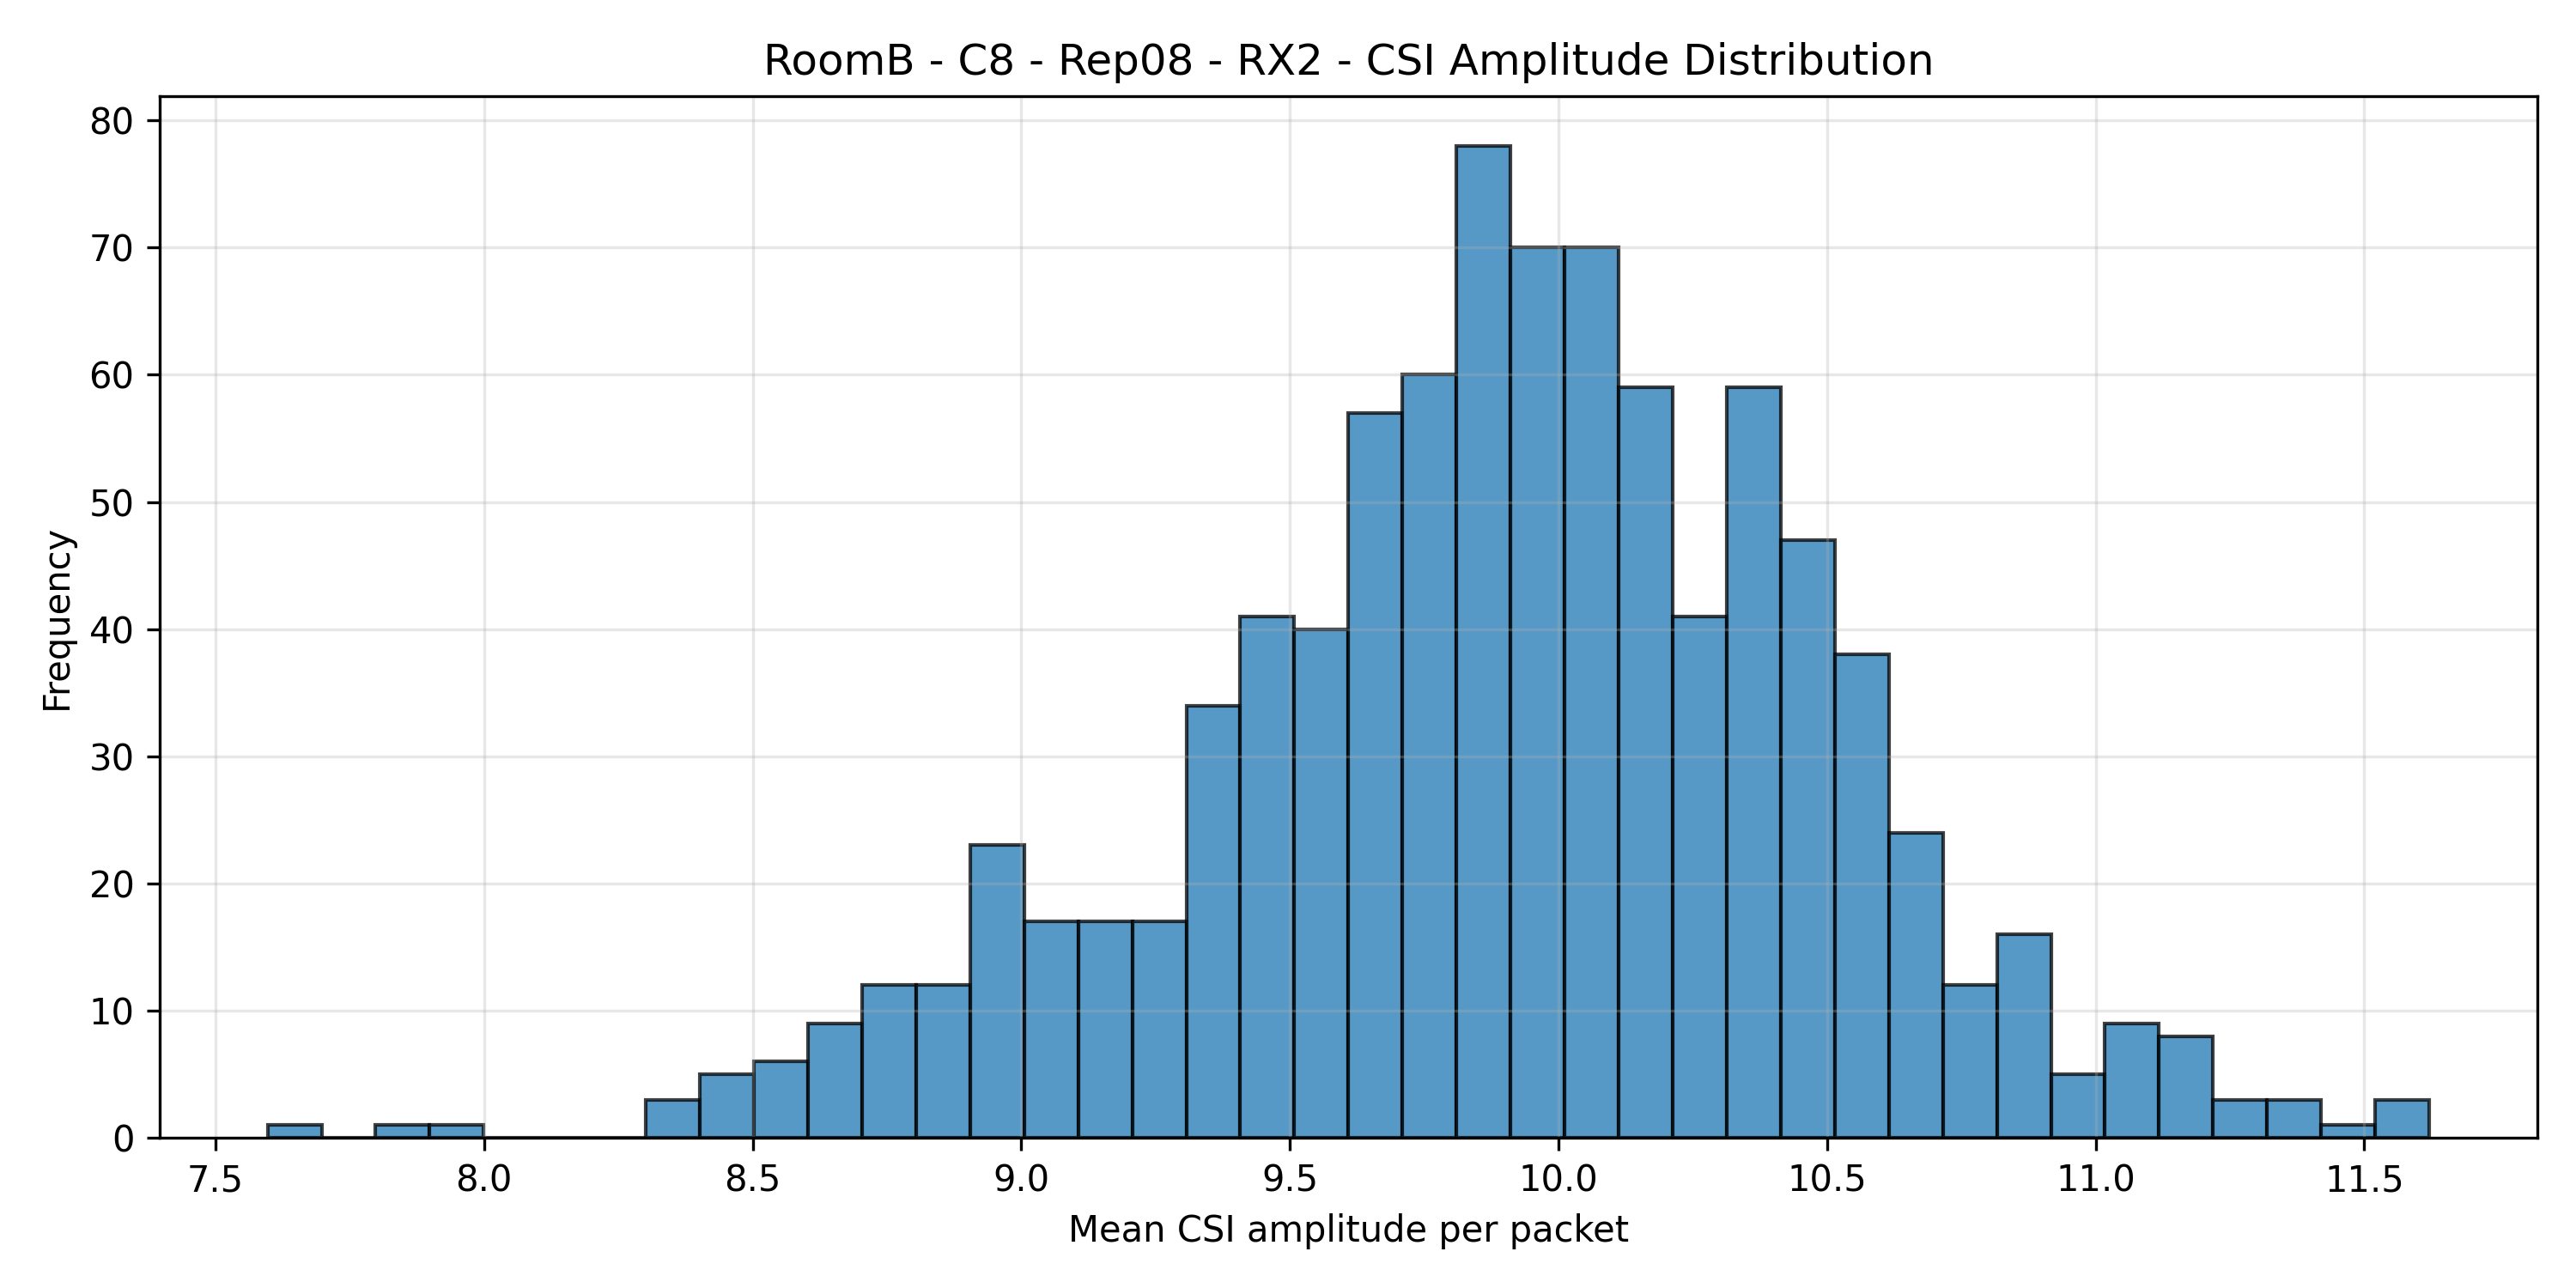 RoomB - C8 - Rep08 - RX2 - CSI Amplitude Distribution
80
70
60
50
40
30
20
10
0
Frequency
7.5 8.0 8.5 9.0 9.5 10.0 10.5 11.0 11.5
Mean CSI amplitude per packet